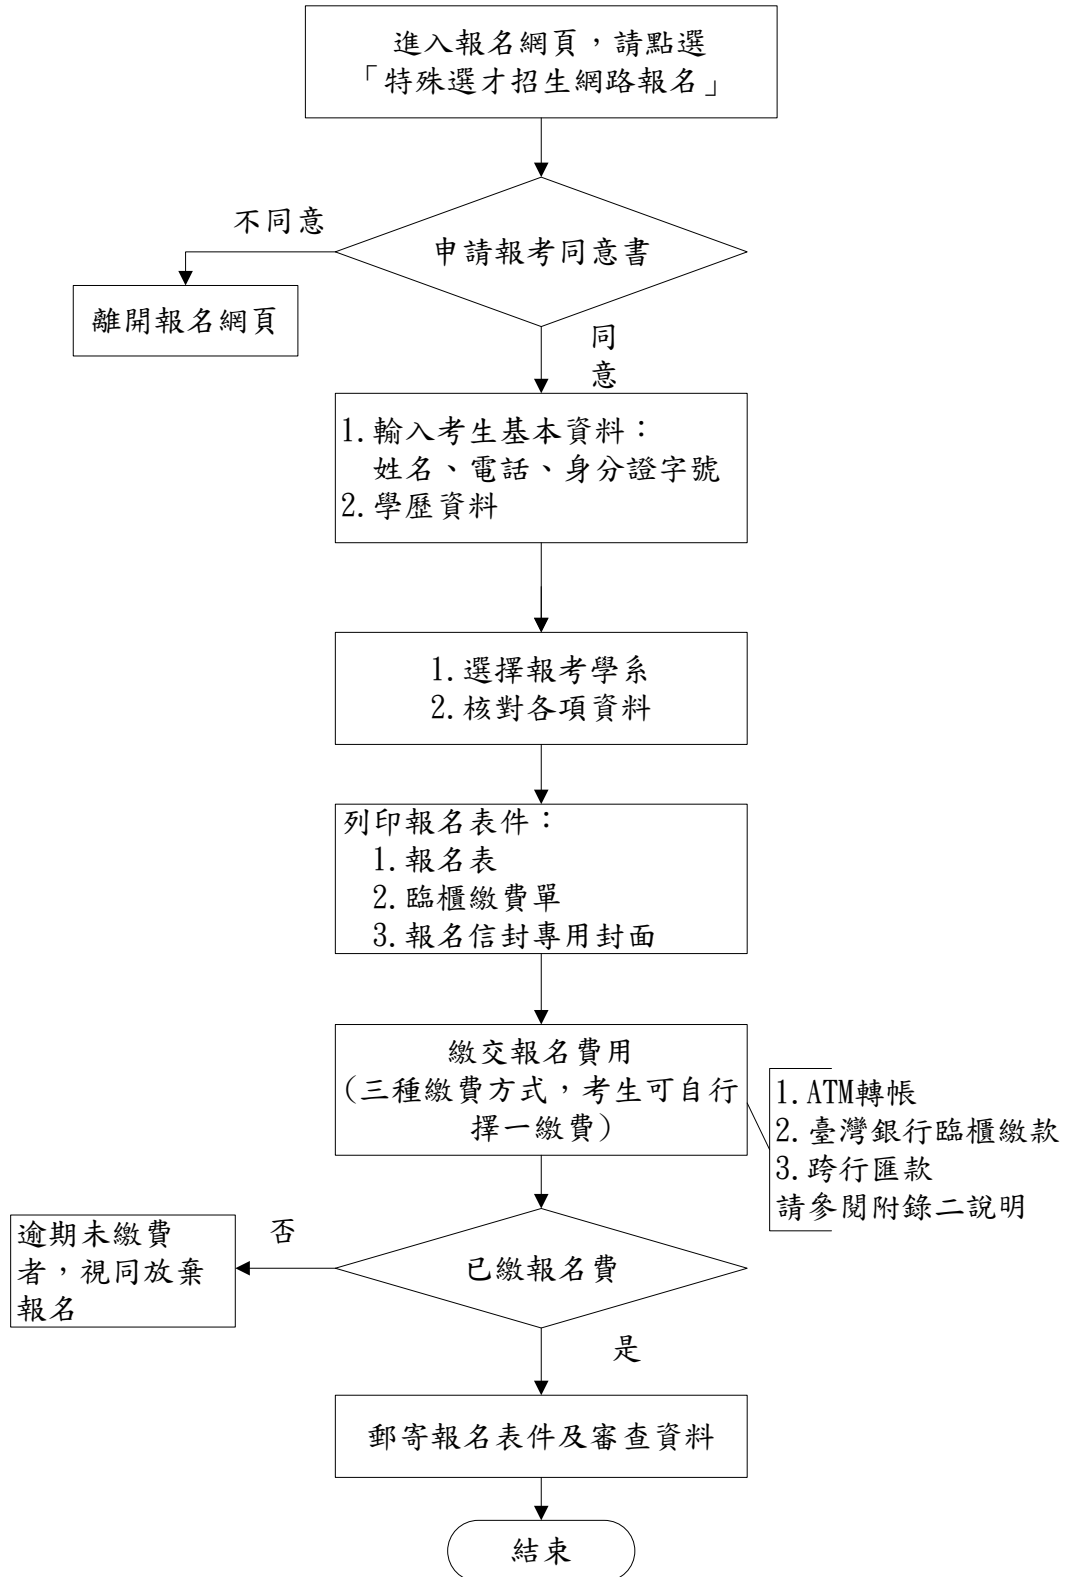 進入報名網頁，請點選
「特殊選才招生網路報名」
不同意
申請報考同意書
離開報名網頁
同
意
1.輸入考生基本資料：
姓名、電話、身分證字號
2.學歷資料
1.選擇報考學系
2.核對各項資料
列印報名表件：
1.報名表
2.臨櫃繳費單
3.報名信封專用封面
繳交報名費用
(三種繳費方式，考生可自行
擇一繳費)
1.ATM轉帳
2.臺灣銀行臨櫃繳款
3.跨行匯款
請參閱附錄二說明
逾期未繳費
者，視同放棄
報名
否
已繳報名費
是
郵寄報名表件及審查資料
結束